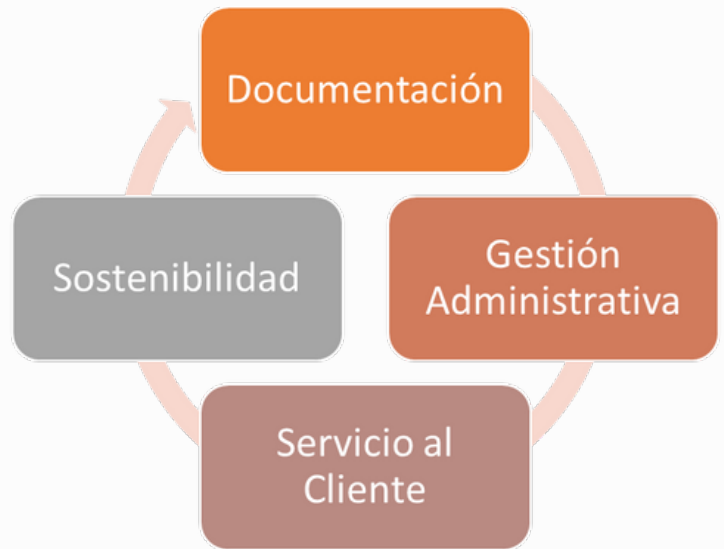 Documentación
Gestión
Administrativa
Servicio al
Cliente
Sostenibilidad